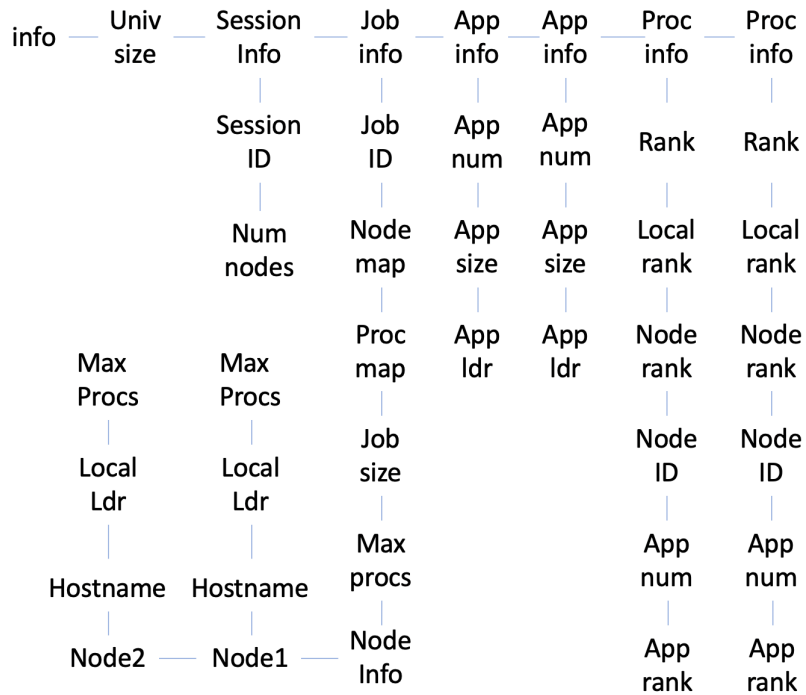 info
Univ
size
Session
Info
Job
info
App
info
App
info
Proc
info
Proc
info
Session
ID
Job
ID
App
num
App
num
Rank
Rank
Num
nodes
Node
map
App
size
App
size
Local
rank
Local
rank
Max
Procs
Max
Procs
Proc
map
App
ldr
App
ldr
Node
rank
Node
rank
Local
Ldr
Local
Ldr
Job
size
Node
ID
Node
ID
Hostname
Hostname
Max
procs
App
num
App
num
Node2
Node1
Node
Info
App
rank
App
rank